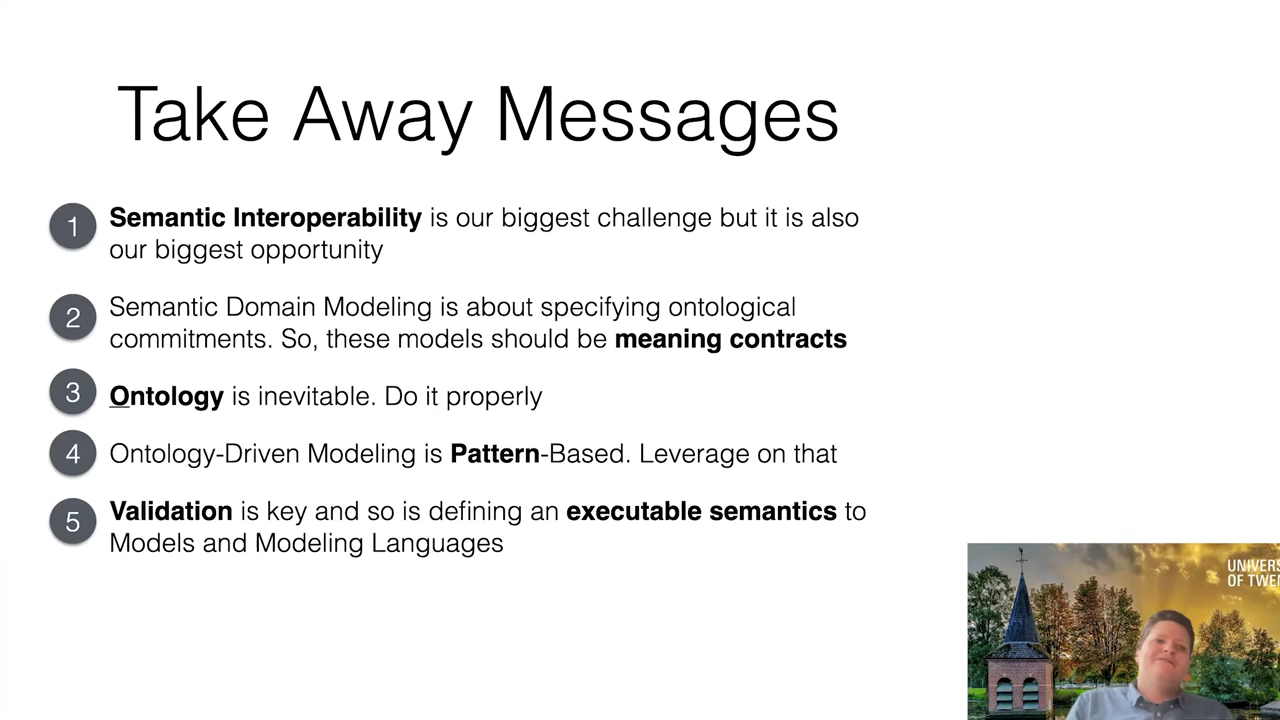 Take Away Messages
1
Semantic Interoperability is our biggest challenge but it is also
our biggest opportunity
2
Semantic Domain Modeling is about specifying ontological
commitments. So, these models should be meaning contracts
3
Ontology is inevitable. Do it properly
4
Ontology-Driven Modeling is Pattern-Based. Leverage on that
5
Validation is key and so is defining an executable semantics to
Models and Modeling Languages
UNIVERS
OF TWEN